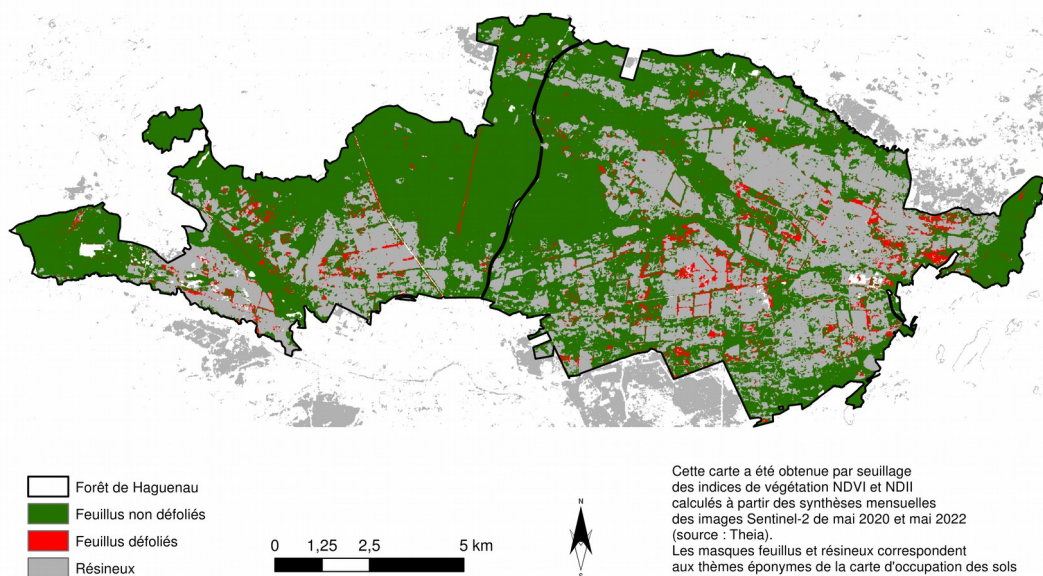 Forêt de Haguenau
Feuillus non défoliés
Feuillus défoliés
Résineux
0 1,25 2,5 5 km
N
S
Cette carte a été obtenue par seuillage
des indices de végétation NDVI et NDII
calculés à partir des synthèses mensuelles
des images Sentinel-2 de mai 2020 et mai 2022
(source : Theia).
Les masques feuillus et résineux correspondent
aux thèmes éponymes de la carte d'occupation des sols